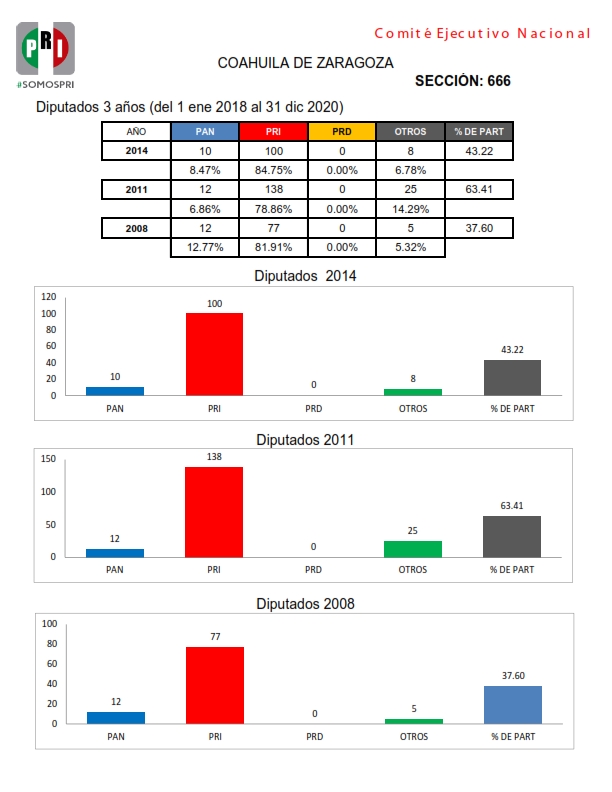 Comité Ejecutivo Nacional
PRI
#SOMOSPRI
COAHUILA DE ZARAGOZA
SECCIÓN: 666
Diputados 3 años (del 1 ene 2018 al 31 dic 2020)
AÑO PAN PRI PRD OTROS % DE PART
2014 10 100 0 8 43.22
8.47% 84.75% 0.00% 6.78%
2011 12 138 0 25 63.41
6.86% 78.86% 0.00% 14.29%
2008 12 77 0 5 37.60
12.77% 81.91% 0.00% 5.32%
Diputados 2014
120
100
80
60
40
20
0
10 100 0 8 43.22
PAN PRI PRD OTROS % DE PART
Diputados 2011
150
100
50
0
12 138 0 25 63.41
PAN PRI PRD OTROS % DE PART
Diputados 2008
100
80
60
40
20
0
12 77 0 5 37.60
PAN PRI PRD OTROS % DE PART